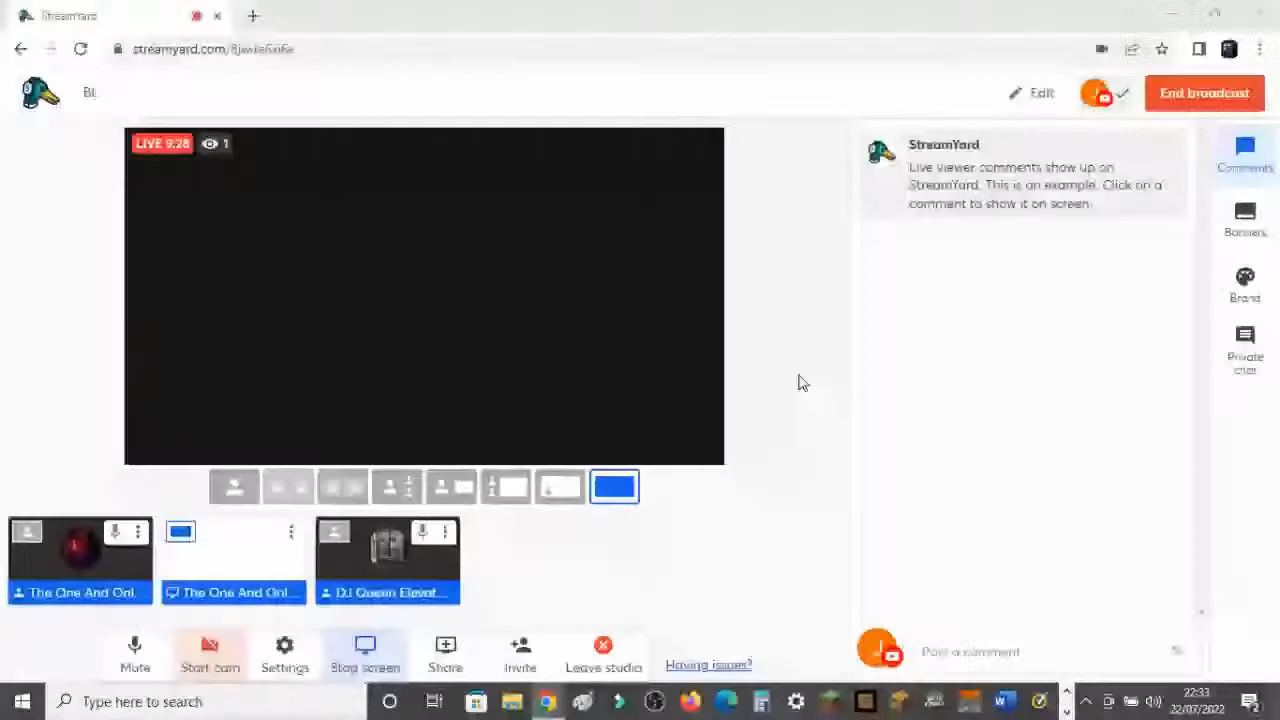 StreamYard
streamyard.com/
Edit
End broadcast
LIVE 9:28
1
StreamYard
Live viewer comments show up on
StreamYard. This is an example. Click on a
comment to show it on screen.
Comments
Banners
Brand
Private
chat
The One And Onl.
The One And Onl...
DJ Queen Elevat...
Mute
Start cam
Settings
Stop screen
Share
Invite
Leave studio
Having issues?
J
Post a comment
Type here to search
22:33
22/07/2022